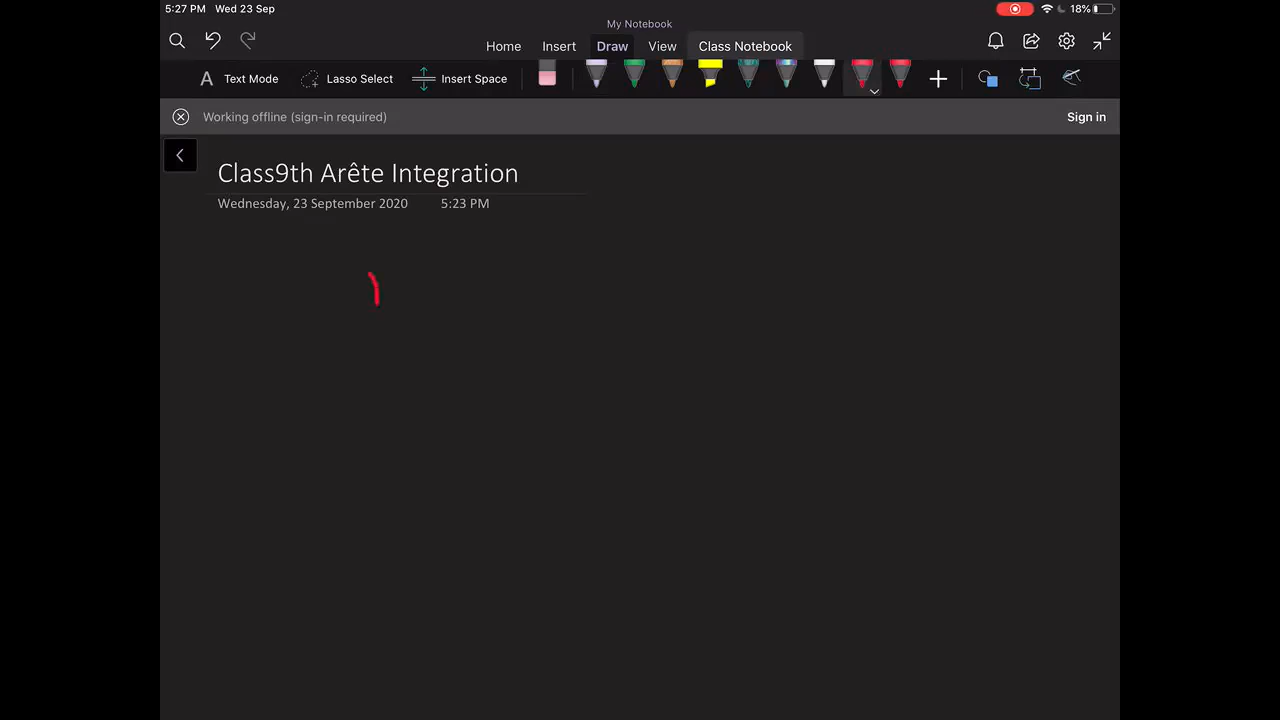 5:27 PM Wed 23 Sep 18%
My Notebook
Home Insert Draw View Class Notebook
A Text Mode Lasso Select Insert Space
Working offline (sign-in required) Sign in
Class9th Arête Integration
Wednesday, 23 September 2020 5:23 PM